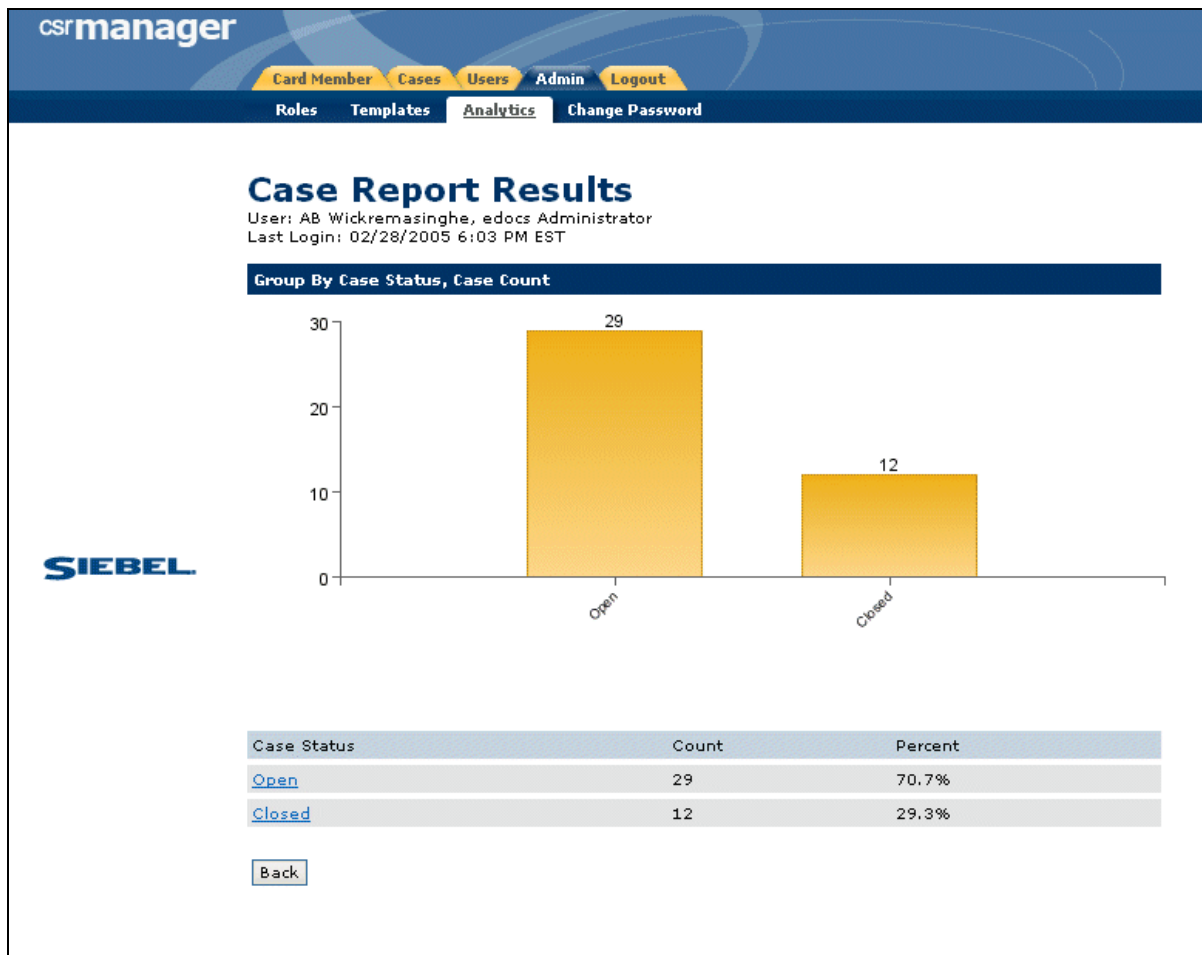 csrmanager
Card Member Cases Users Admin Logout
Roles Templates Analytics Change Password
Case Report Results
User: AB Wickremasinghe, edocs Administrator
Last Login: 02/28/2005 6:03 PM EST
Group By Case Status, Case Count
30
29
20
12
10
SIEBEL.
0
Open
Closed
Case Status Count Percent
Open 29 70.7%
Closed 12 29.3%
Back